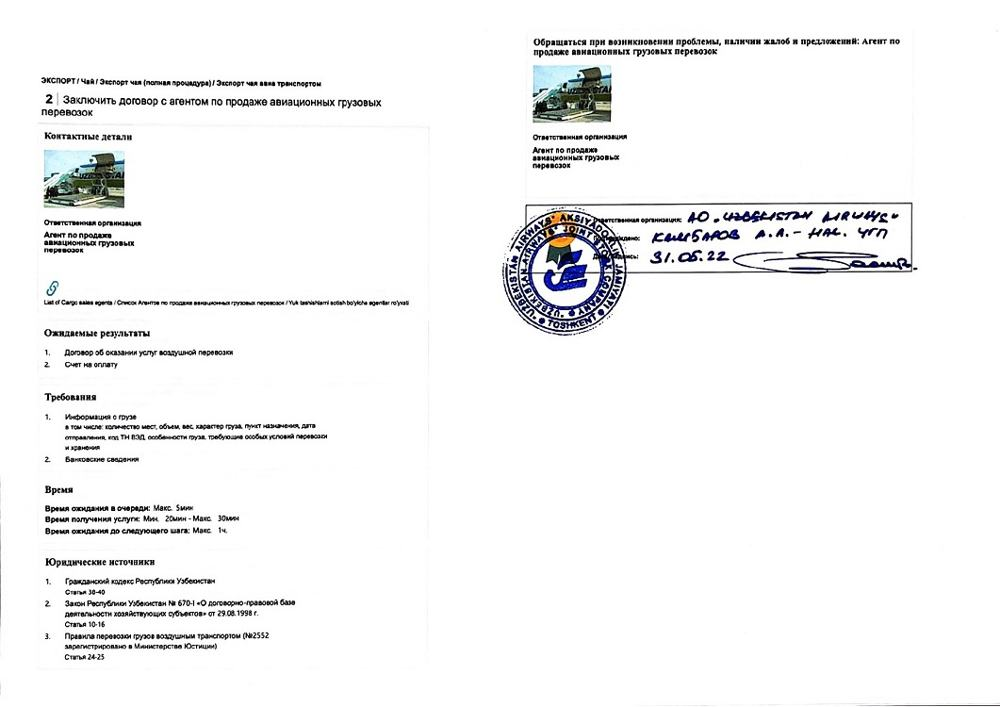 ЭКСПОРТ / Чай / Экспорт чая (полная процедура) / Экспорт чая авиа транспортом
2 | Заключить договор с агентом по продаже авиационных грузовых
перевозок
Контактные детали
Ответственная организация
Агент по продаже
авиационных грузовых
перевозок
List of Cargo sales agents / Список Агентов по продаже авиационных грузовых перевозок / Yuk tashishlarni sotish bo'yicha agentlar ro'yxati
Ожидаемые результаты
1. Договор об оказании услуг воздушной перевозки
2. Счет на оплату
Требования
1. Информация о грузе
в том числе: количество мест, объем, вес, характер груза, пункт назначения, дата
отправления, код ТН ВЭД, особенности груза, требующие особых условий перевозки
и хранения
2. Банковские сведения
Время
Время ожидания в очереди: Макс. 5мин
Время получения услуги: Мин. 20мин - Макс. 30мин
Время ожидания до следующего шага: Макс. 1ч.
Юридические источники
1. Гражданский кодекс Республики Узбекистан
Статья 38-40
2. Закон Республики Узбекистан № 670-I «О договорно-правовой базе
деятельности хозяйствующих субъектов» от 29.08.1998 г.
Статья 10-16
3. Правила перевозки грузов воздушным транспортом (№2552
зарегистрировано в Министерстве Юстиции)
Статья 24-25
Обращаться при возникновении проблемы, наличии жалоб и предложений: Агент по
продаже авиационных грузовых перевозок
Ответственная организация
Агент по продаже
авиационных грузовых
перевозок
Ответственная организация: АО "UZBEKISTAN AIRWAYS"
КАМБАРОВ А.А. - НАЧ. УГП
31.05.22
"UZBEKISTAN AIRWAYS" AKSIYADORLIK JAMIYATI
"UZBEKISTAN AIRWAYS" JOINT STOCK COMPANY
TOSHKENT